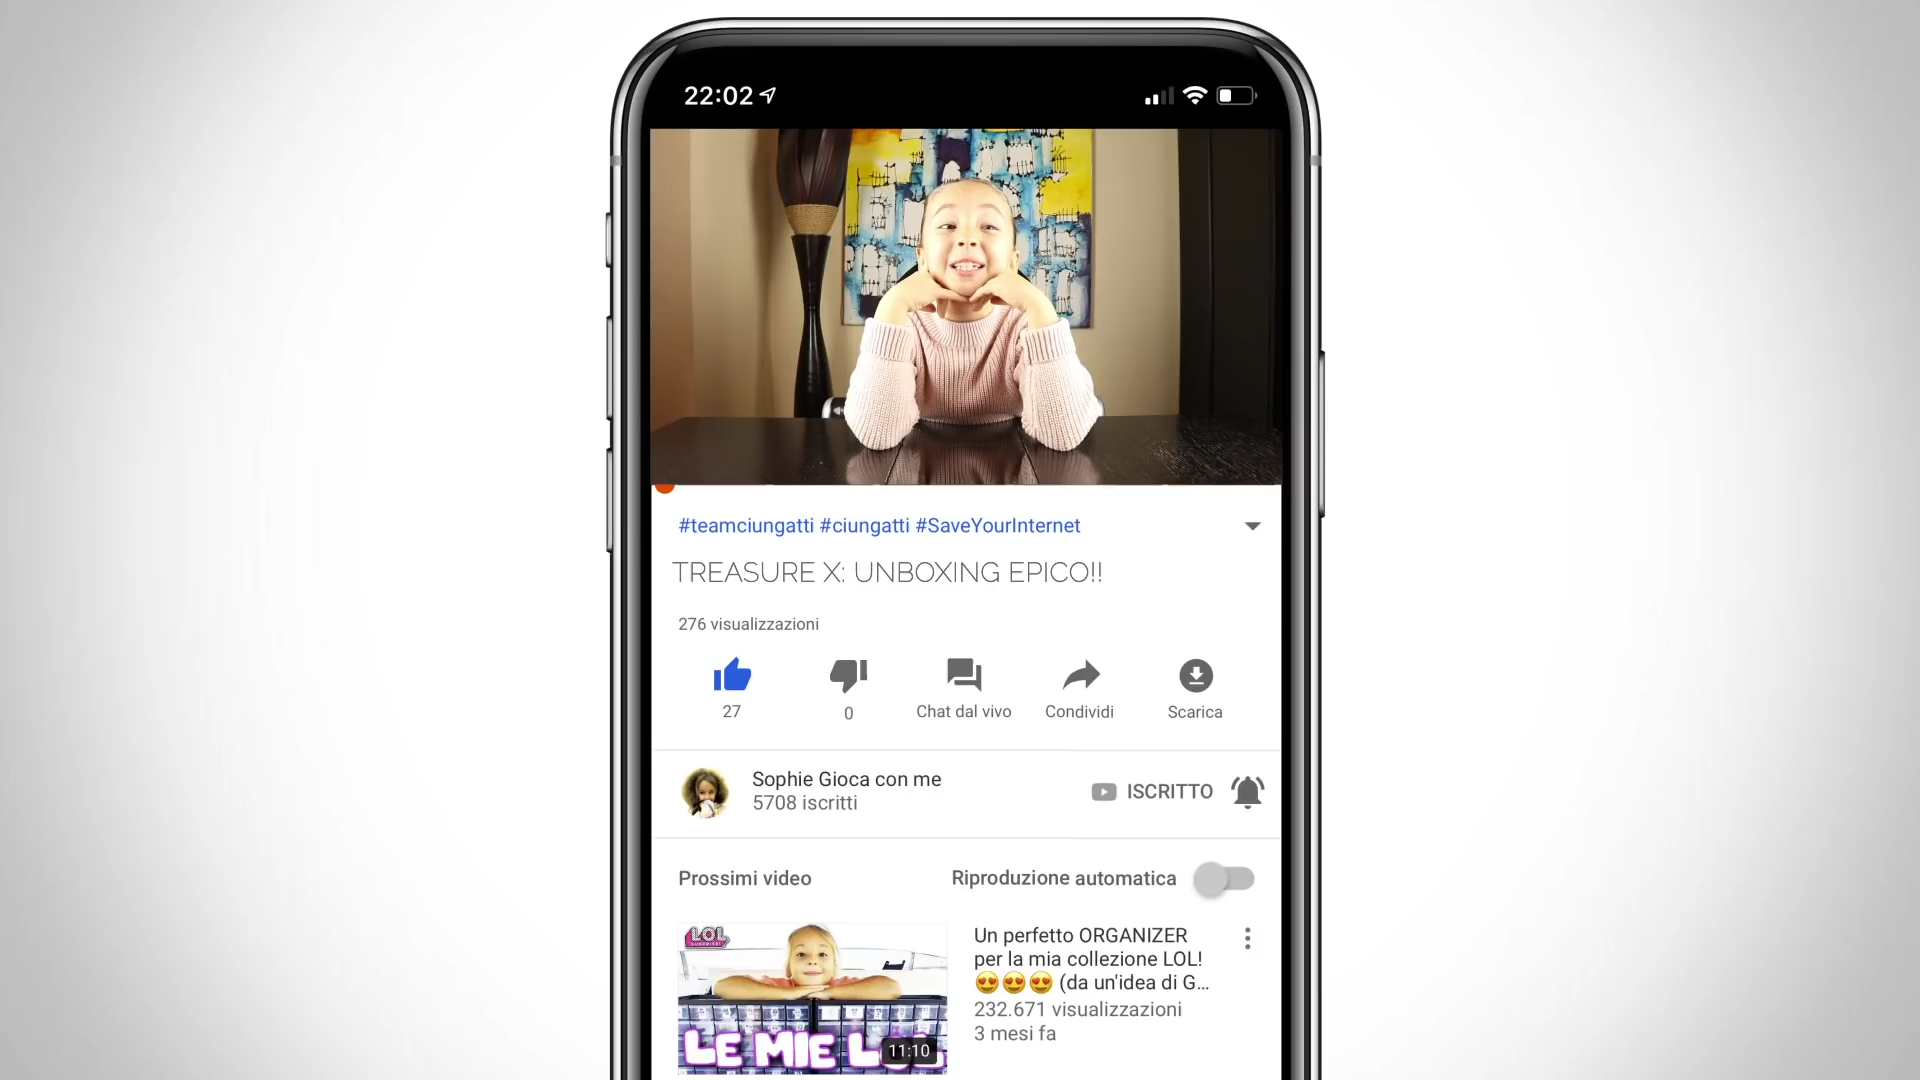 22:02
#teamciungatti #ciungatti #SaveYourInternet
TREASURE X: UNBOXING EPICO!!
276 visualizzazioni
27
0
Chat dal vivo
Condividi
Scarica
Sophie Gioca con me
5708 iscritti
ISCRITTO
Prossimi video
Riproduzione automatica
LOL
SURPRISE!
LE MIE LOL
11:10
Un perfetto ORGANIZER
per la mia collezione LOL!
😍😍😍 (da un'idea di G...
232.671 visualizzazioni
3 mesi fa